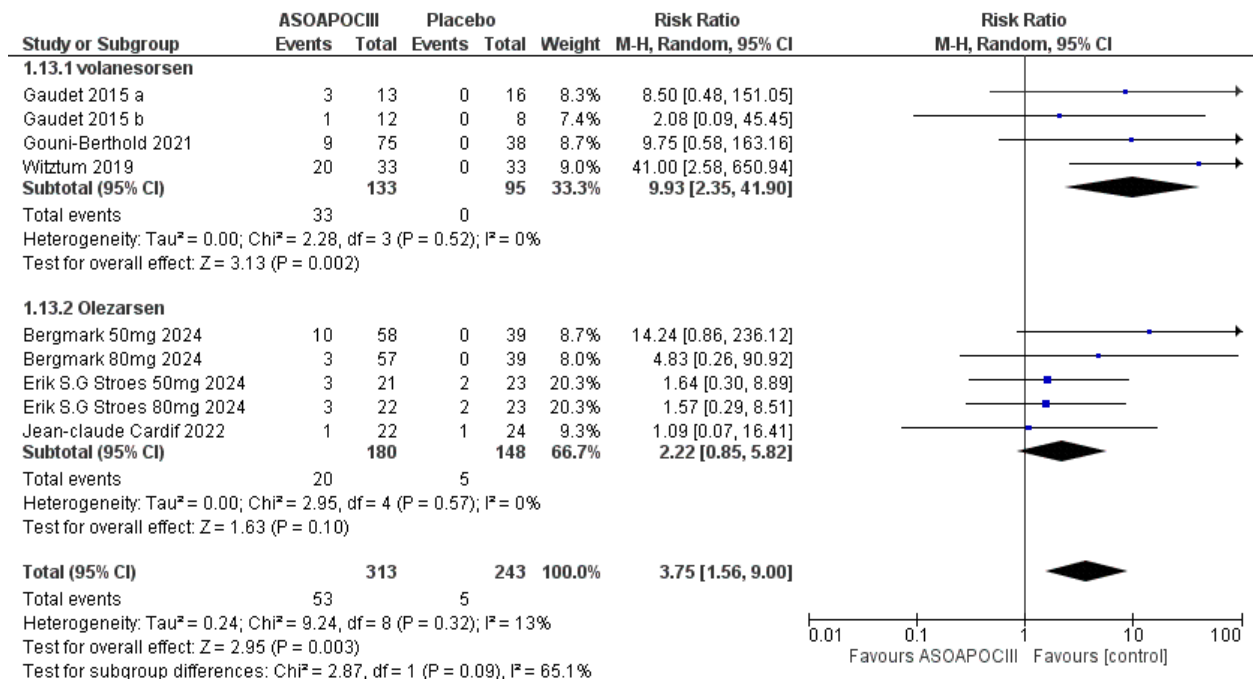 ASOAPOCIII Placebo Risk Ratio Risk Ratio
Study or Subgroup Events Total Events Total Weight M-H, Random, 95% CI M-H, Random, 95% CI
1.13.1 volanesorsen
Gaudet 2015 a 3 13 0 16 8.3% 8.50 [0.48, 151.05]
Gaudet 2015 b 1 12 0 8 7.4% 2.08 [0.09, 45.45]
Gouni-Berthold 2021 9 75 0 38 8.7% 9.75 [0.58, 163.16]
Witztum 2019 20 33 0 33 9.0% 41.00 [2.58, 650.94]
Subtotal (95% CI) 133 95 33.3% 9.93 [2.35, 41.90]
Total events 33 0
Heterogeneity: Tau² = 0.00; Chi² = 2.28, df = 3 (P = 0.52); I² = 0%
Test for overall effect: Z = 3.13 (P = 0.002)
1.13.2 Olezarsen
Bergmark 50mg 2024 10 58 0 39 8.7% 14.24 [0.86, 236.12]
Bergmark 80mg 2024 3 57 0 39 8.0% 4.83 [0.26, 90.92]
Erik S.G Stroes 50mg 2024 3 21 2 23 20.3% 1.64 [0.30, 8.89]
Erik S.G Stroes 80mg 2024 3 22 2 23 20.3% 1.57 [0.29, 8.51]
Jean-claude Cardif 2022 1 22 1 24 9.3% 1.09 [0.07, 16.41]
Subtotal (95% CI) 180 148 66.7% 2.22 [0.85, 5.82]
Total events 20 5
Heterogeneity: Tau² = 0.00; Chi² = 2.95, df = 4 (P = 0.57); I² = 0%
Test for overall effect: Z = 1.63 (P = 0.10)
Total (95% CI) 313 243 100.0% 3.75 [1.56, 9.00]
Total events 53 5
Heterogeneity: Tau² = 0.24; Chi² = 9.24, df = 8 (P = 0.32); I² = 13%
Test for overall effect: Z = 2.95 (P = 0.003)
Test for subgroup differences: Chi² = 2.87, df = 1 (P = 0.09), I² = 65.1%
0.01 0.1 1 10 100
Favours ASOAPOCIII Favours [control]